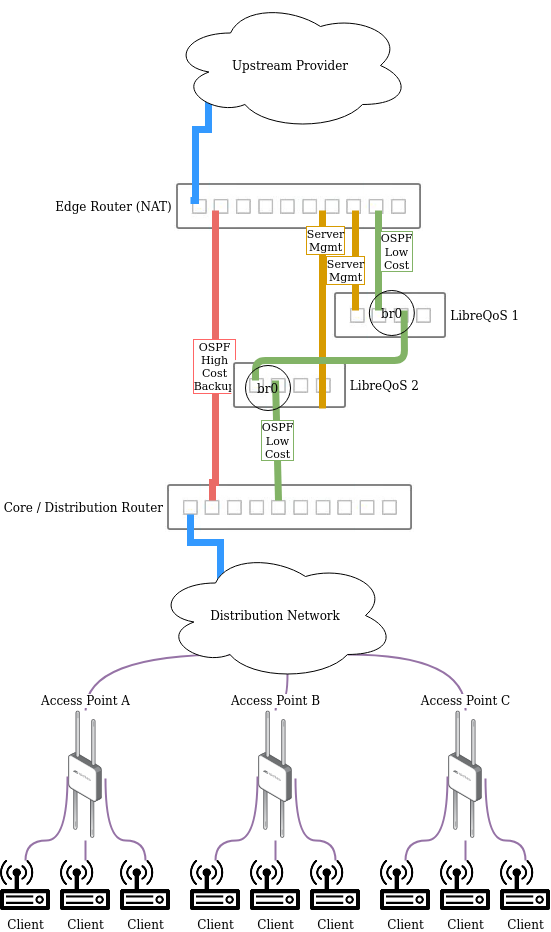 Upstream Provider
Edge Router (NAT)
Server
Mgmt
OSPF
Low
Cost
Server
Mgmt
br0
LibreQoS 1
OSPF
High
Cost
Backup
br0
LibreQoS 2
OSPF
Low
Cost
Core / Distribution Router
Distribution Network
Access Point A
Access Point B
Access Point C
Client
Client
Client
Client
Client
Client
Client
Client
Client